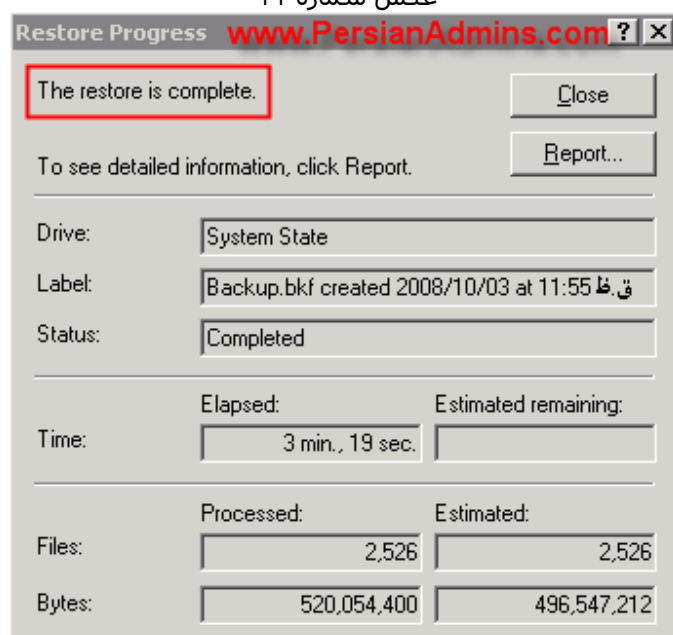 عکس شماره
Restore Progress www.PersianAdmins.com
The restore is complete.
Close
To see detailed information, click Report.
Report...
Drive: System State
Label: Backup.bkf created 2008/10/03 at 11:55 ق.ظ
Status: Completed
Elapsed: Estimated remaining:
Time: 3 min., 19 sec.
Processed: Estimated:
Files: 2,526 2,526
Bytes: 520,054,400 496,547,212